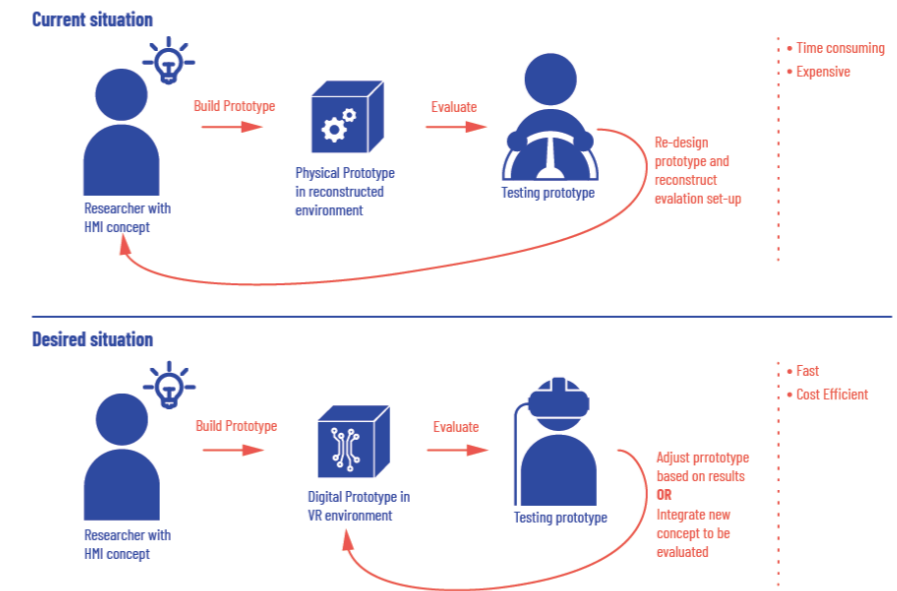 Current situation
Build Prototype
Evaluate
Physical Prototype
in reconstructed
environment
Researcher with
HMI concept
Testing prototype
Re-design
prototype and
reconstruct
evalation set-up
• Time consuming
• Expensive
Desired situation
Build Prototype
Evaluate
Digital Prototype in
VR environment
Researcher with
HMI concept
Testing prototype
Adjust prrototype
based on results
OR
Integrate new
concept to be
evaluated
• Fast
• Cost Efficient